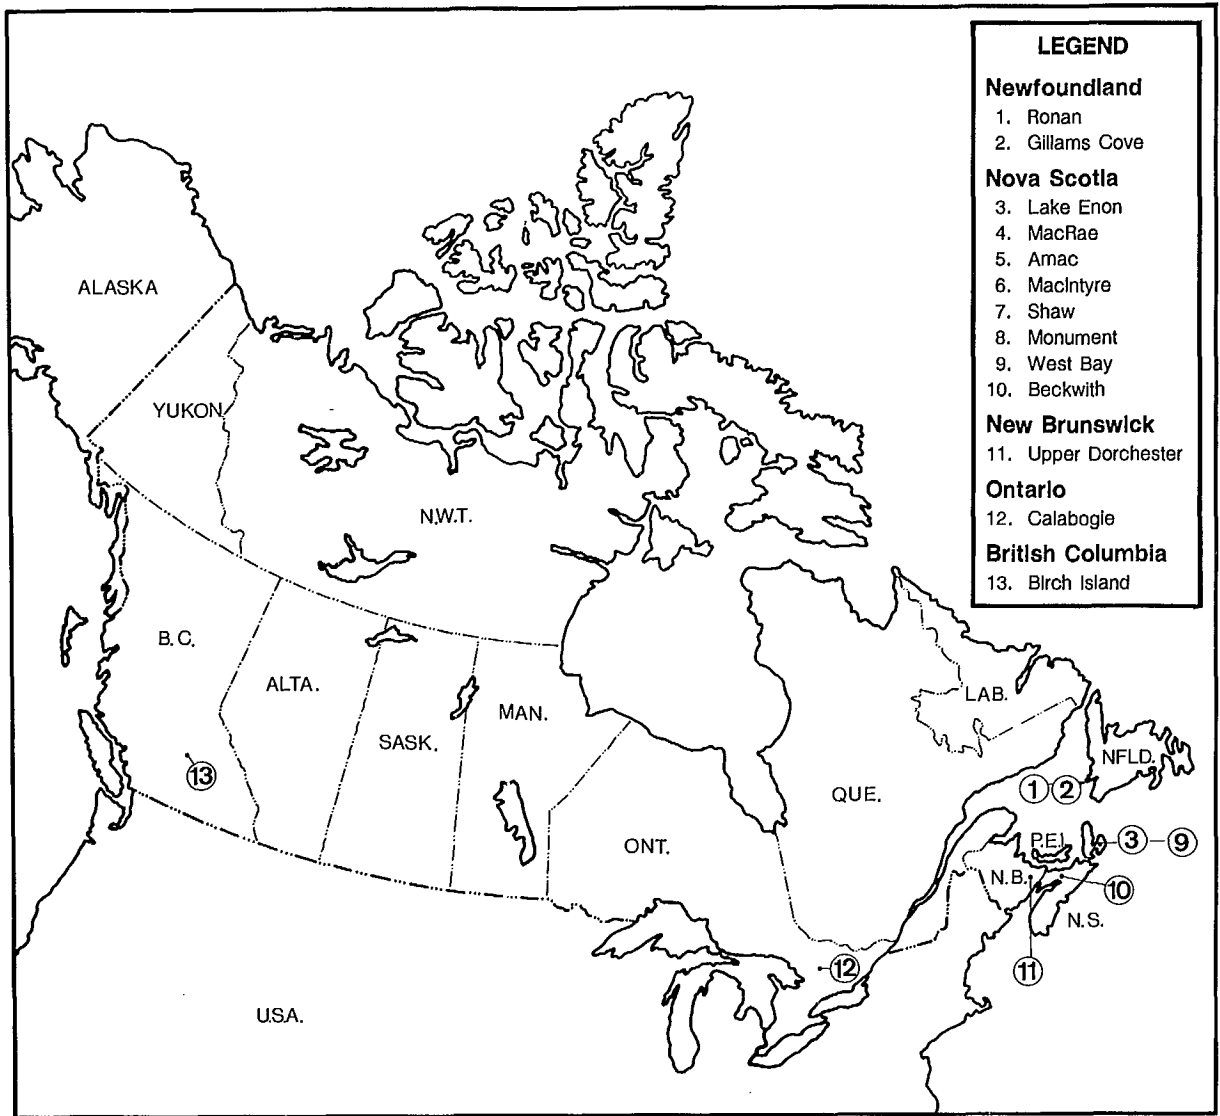 LEGEND
Newfoundland
1. Ronan
2. Gillams Cove
Nova Scotia
3. Lake Enon
4. MacRae
5. Amac
6. MacIntyre
7. Shaw
8. Monument
9. West Bay
10. Beckwith
New Brunswick
11. Upper Dorchester
Ontario
12. Calabogie
British Columbia
13. Birch Island
ALASKA
YUKON
N.W.T.
B.C.
ALTA.
SASK.
MAN.
LAB.
NFLD.
13
1 2
QUE.
ONT.
P.E.I.
3 - 9
N.B.
10
N.S.
12
11
U.S.A.